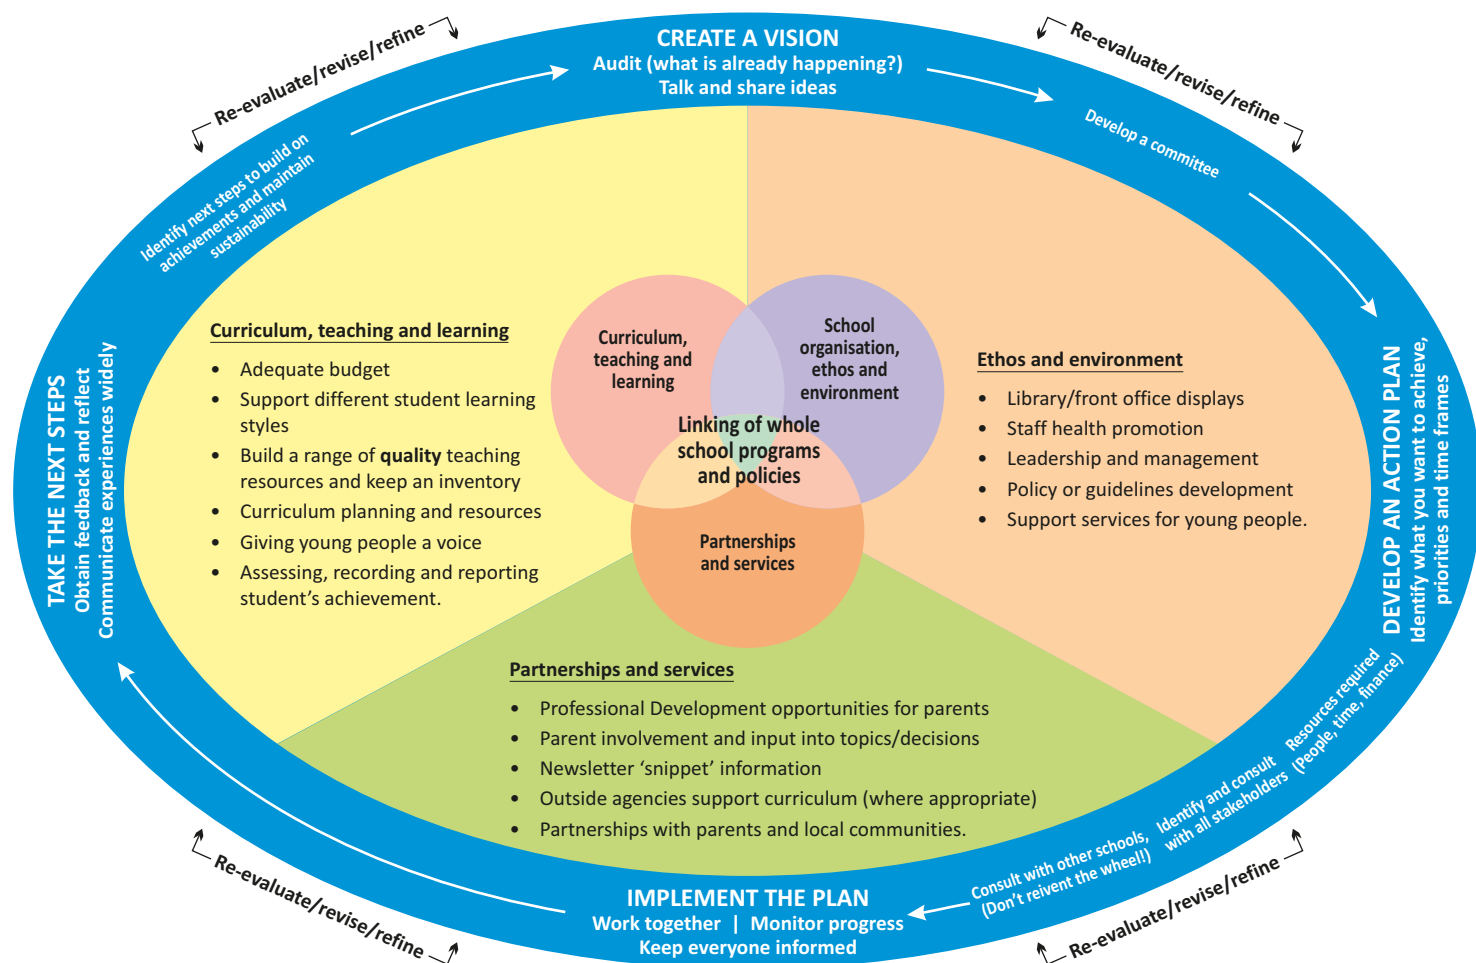 Re-evaluate/revise/refine
CREATE A VISION
Audit (what is already happening?)
Talk and share ideas
Re-evaluate/revise/refine
Develop a committee
Identify next steps to build on
achievements and maintain
sustainability
Curriculum,
teaching and
learning
School
organisation,
ethos and
environment
Linking of whole
school programs
and policies
Partnerships
and services
Curriculum, teaching and learning
• Adequate budget
• Support different student learning
styles
• Build a range of quality teaching
resources and keep an inventory
• Curriculum planning and resources
• Giving young people a voice
• Assessing, recording and reporting
student’s achievement.
Ethos and environment
• Library/front office displays
• Staff health promotion
• Leadership and management
• Policy or guidelines development
• Support services for young people.
TAKE THE NEXT STEPS
Obtain feedback and reflect
Communicate experiences widely
DEVELOP AN ACTION PLAN
Identify what you want to achieve,
priorities and time frames
Partnerships and services
• Professional Development opportunities for parents
• Parent involvement and input into topics/decisions
• Newsletter ‘snippet’ information
• Outside agencies support curriculum (where appropriate)
• Partnerships with parents and local communities.
Resources required
(People, time, finance)
Identify and consult
with all stakeholders
Consult with other schools,
(Don’t reivent the wheel!)
IMPLEMENT THE PLAN
Work together | Monitor progress
Keep everyone informed
Re-evaluate/revise/refine
Re-evaluate/revise/refine